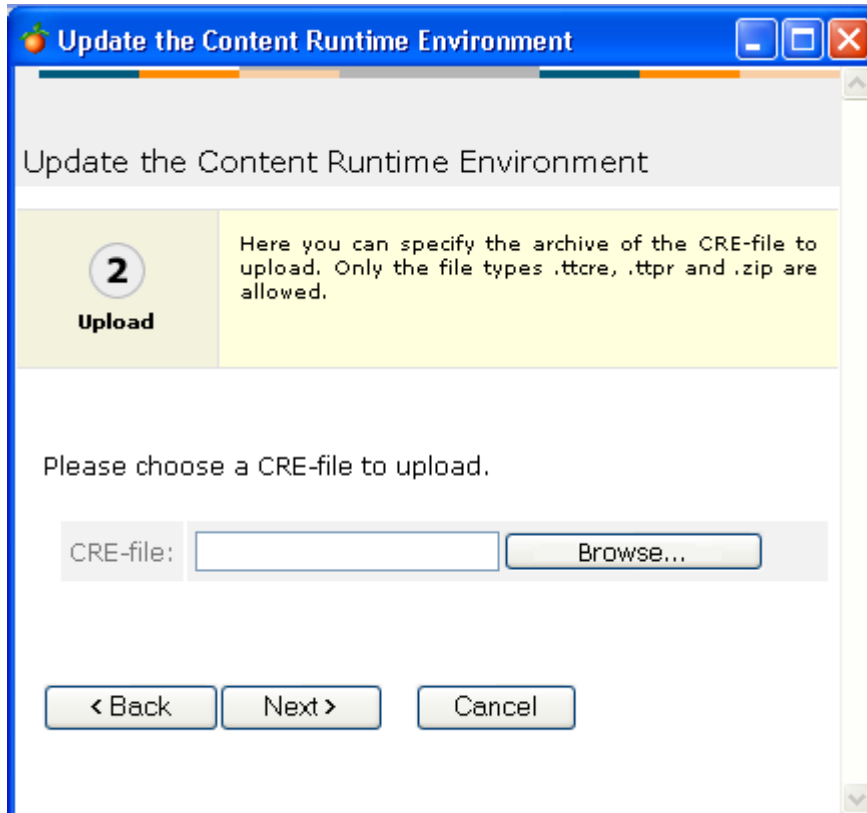 Update the Content Runtime Environment
Update the Content Runtime Environment
2
Upload
Here you can specify the archive of the CRE-file to
upload. Only the file types .ttcre, .ttpr and .zip are
allowed.
Please choose a CRE-file to upload.
CRE-file:
Browse...
< Back
Next >
Cancel